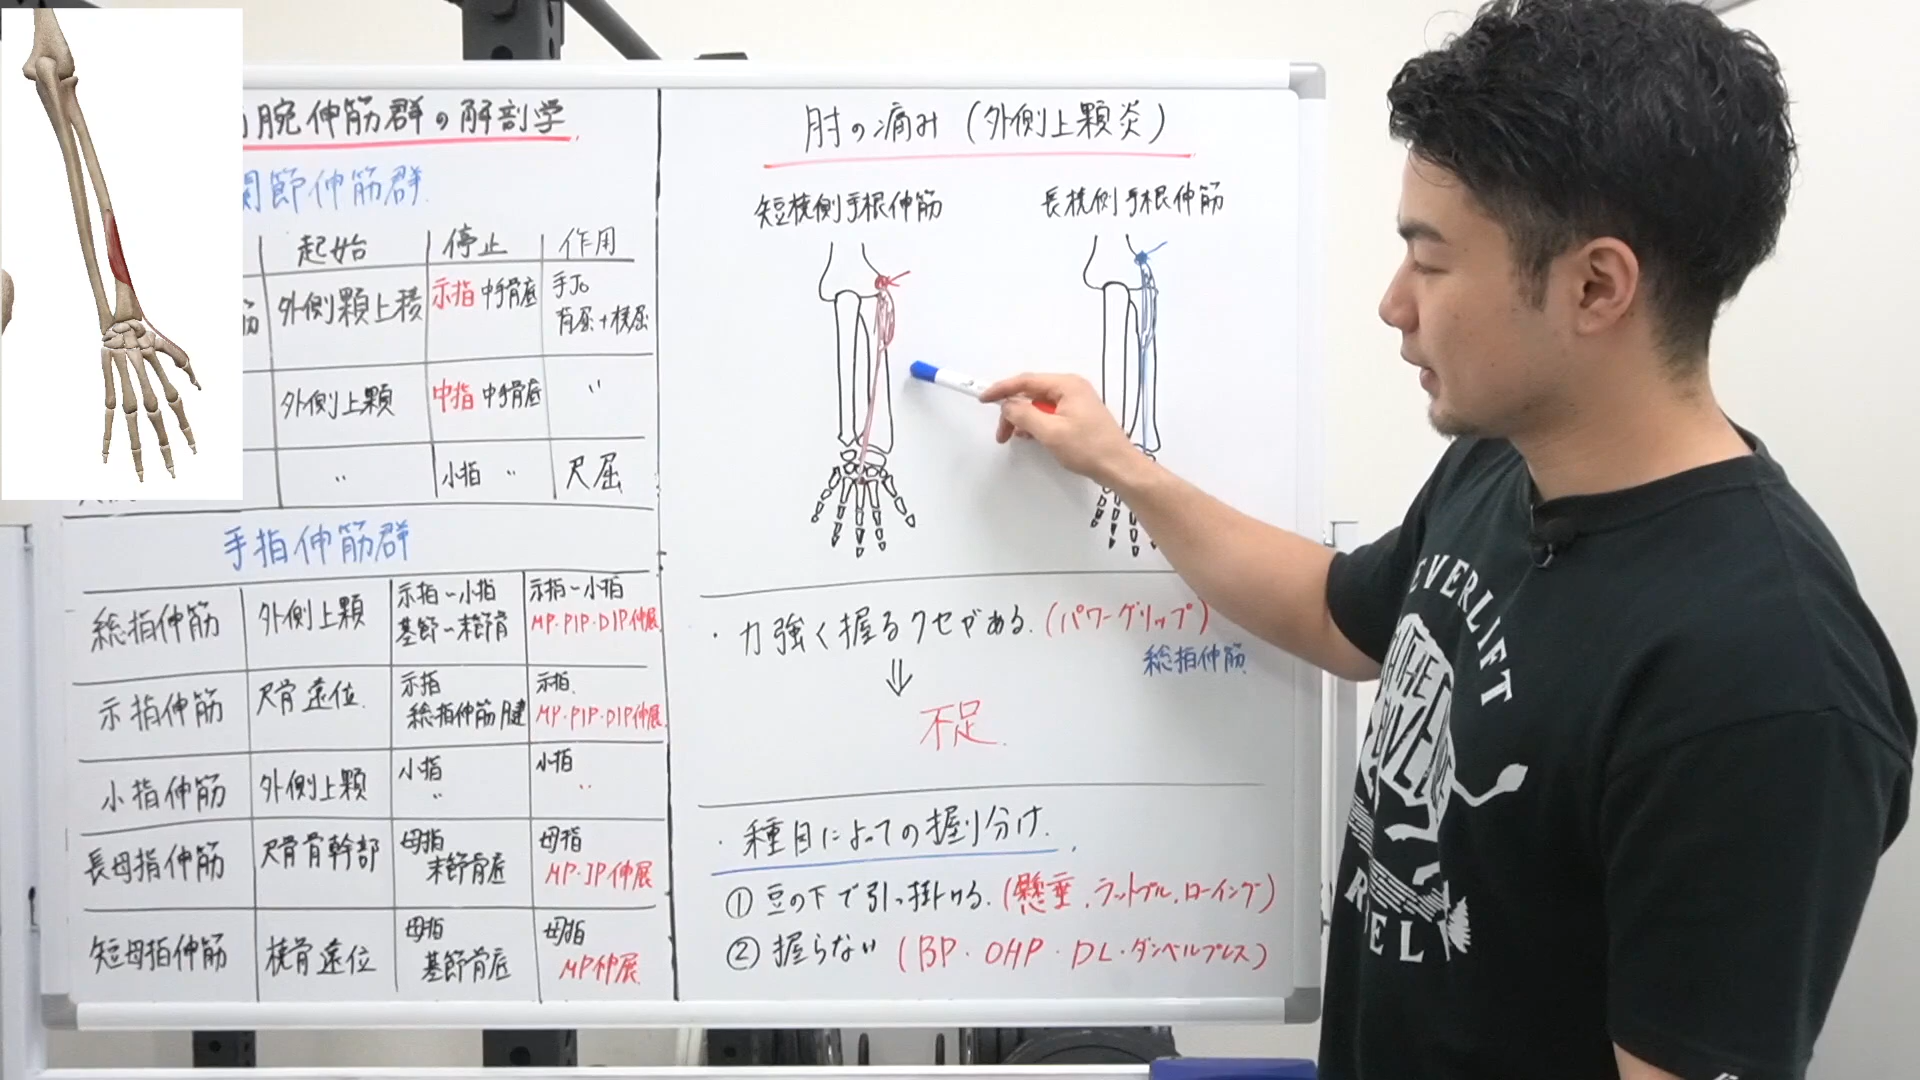 腕伸筋群の解剖学
関節伸筋群
起始 停止 作用
筋 外側顆上稜 示指中手骨底 手Jo 背屈+橈屈
外側上顆 中指中手骨底 〃
〃 小指 〃 尺屈
手指伸筋群
総指伸筋 外側上顆 示指~小指 基節~末節骨 示指~小指 MP・PIP・DIP伸展
示指伸筋 尺骨遠位 示指 総指伸筋腱 示指 MP・PIP・DIP伸展
小指伸筋 外側上顆 小指 〃 小指 〃
長母指伸筋 尺骨骨幹部 母指 末節骨底 母指 MP・IP伸展
短母指伸筋 橈骨遠位 母指 基節骨底 母指 MP伸展
肘の痛み(外側上顆炎)
短橈側手根伸筋 長橈側手根伸筋
・力強く握るクセがある.(パワーグリップ)
総指伸筋
⇓
不足.
・種目によっての握り分け.
①豆の下で引っ掛ける.(懸垂.ラットプル.ローイング)
②握らない(BP・OHP・DL・ダンベルプレス)
EVERLIFT
THE
REBEL